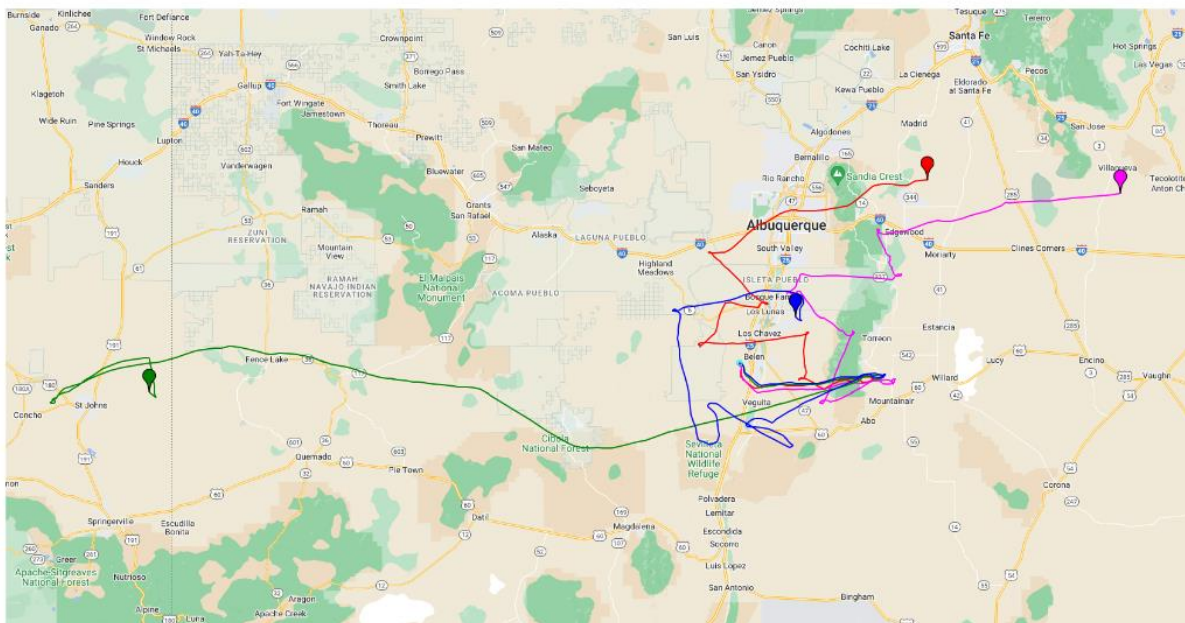 Burnside
Kinlichee
Fort Defiance
Ganado
Window Rock
St Michaels
Yah-Ta-Hey
Crownpoint
Borrego Pass
Smith Lake
Gallup
Klagetoh
Fort Wingate
Jamestown
Thoreau
Prewitt
Wide Ruin
Pine Springs
Lupton
Houck
Vanderwagen
Bluewater
San Mateo
Sanders
Grants
San Rafael
Seboyeta
Ramah
ZUNI
RESERVATION
Mountain
View
RAMAH
NAVAJO INDIAN
RESERVATION
El Malpais
National
Monument
ACOMA PUEBLO
Alaska
LAGUNA PUEBLO
Highland
Meadows
San Luis
Jemez Springs
Canon
Jemez Pueblo
San Ysidro
Cochiti Lake
Kewa Pueblo
La Cienega
Tesuque
Tererro
Santa Fe
Eldorado
at Santa Fe
Pecos
Hot Springs
Las Vegas
San Jose
Algodones
Madrid
Bernalillo
Rio Rancho
Sandia Crest
Villanueva
Tecolotito
Anton Ch
Albuquerque
South Valley
Edgewood
Moriarty
Clines Corners
ISLETA PUEBLO
Bosque Farms
Los Lunas
Los Chavez
Belen
Estancia
Torreon
Lucy
Encino
Vaughn
Willard
Mountainair
Abo
Veguita
Fence Lake
Concho
St Johns
Cibola
National Forest
Sevilleta
National
Wildlife
Refuge
Quemado
Pie Town
Polvadera
Lemitar
Corona
Springerville
Escudilla
Bonita
Datil
Magdalena
Escondida
Socorro
Greer
Apache-Sitgreaves
National Forest
Nutrioso
Luis Lopez
San Antonio
Bingham
Alpine
Luna
Aragon
Apache Creek